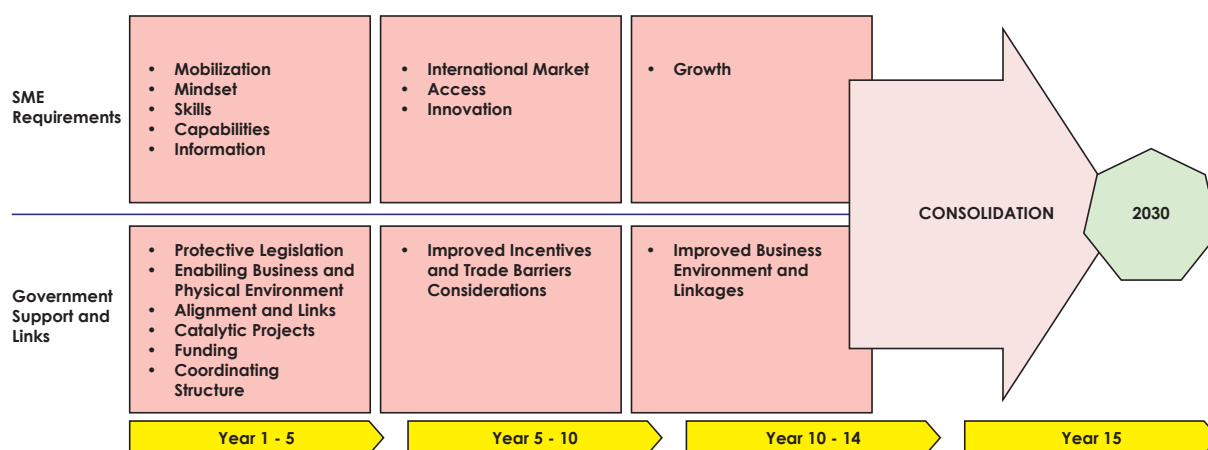 SME
Requirements
• Mobilization
• Mindset
• Skills
• Capabilities
• Information
• International Market
• Access
• Innovation
• Growth
CONSOLIDATION
2030
Government
Support and
Links
• Protective Legislation
• Enabiling Business and
Physical Environment
• Alignment and Links
• Catalytic Projects
• Funding
• Coordinating
Structure
• Improved Incentives
and Trade Barriers
Considerations
• Improved Business
Environment and
Linkages
Year 1 - 5
Year 5 - 10
Year 10 - 14
Year 15